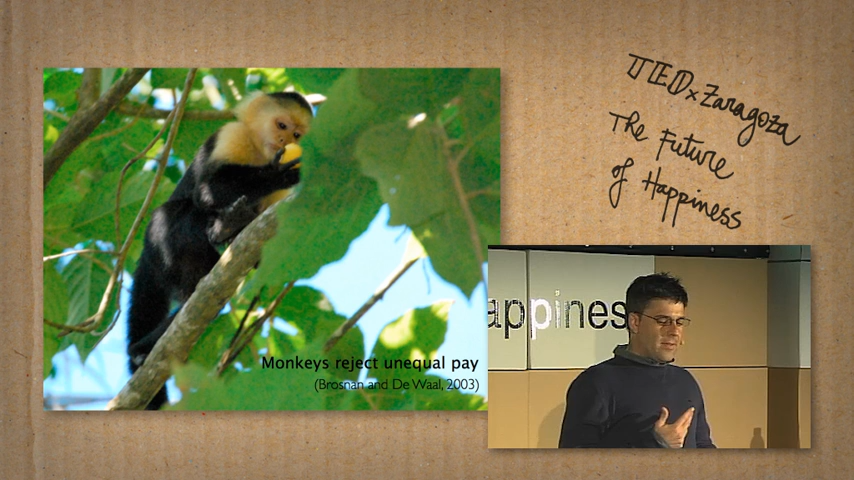 TEDxZaragoza
The Future
of Happiness
Monkeys reject unequal pay
(Brosnan and De Waal, 2003)
appines